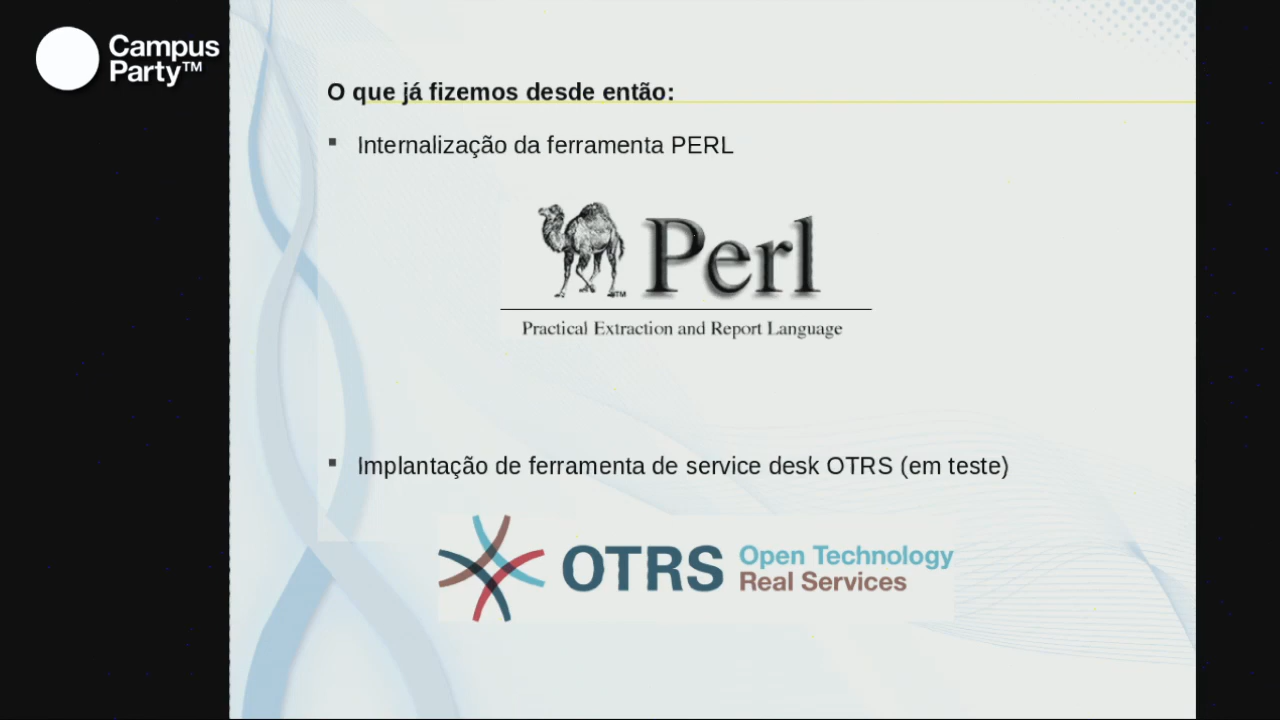 Campus
Party™
O que já fizemos desde então:
Internalização da ferramenta PERL
Perl
TM
Practical Extraction and Report Language
Implantação de ferramenta de service desk OTRS (em teste)
OTRS
Open Technology
Real Services